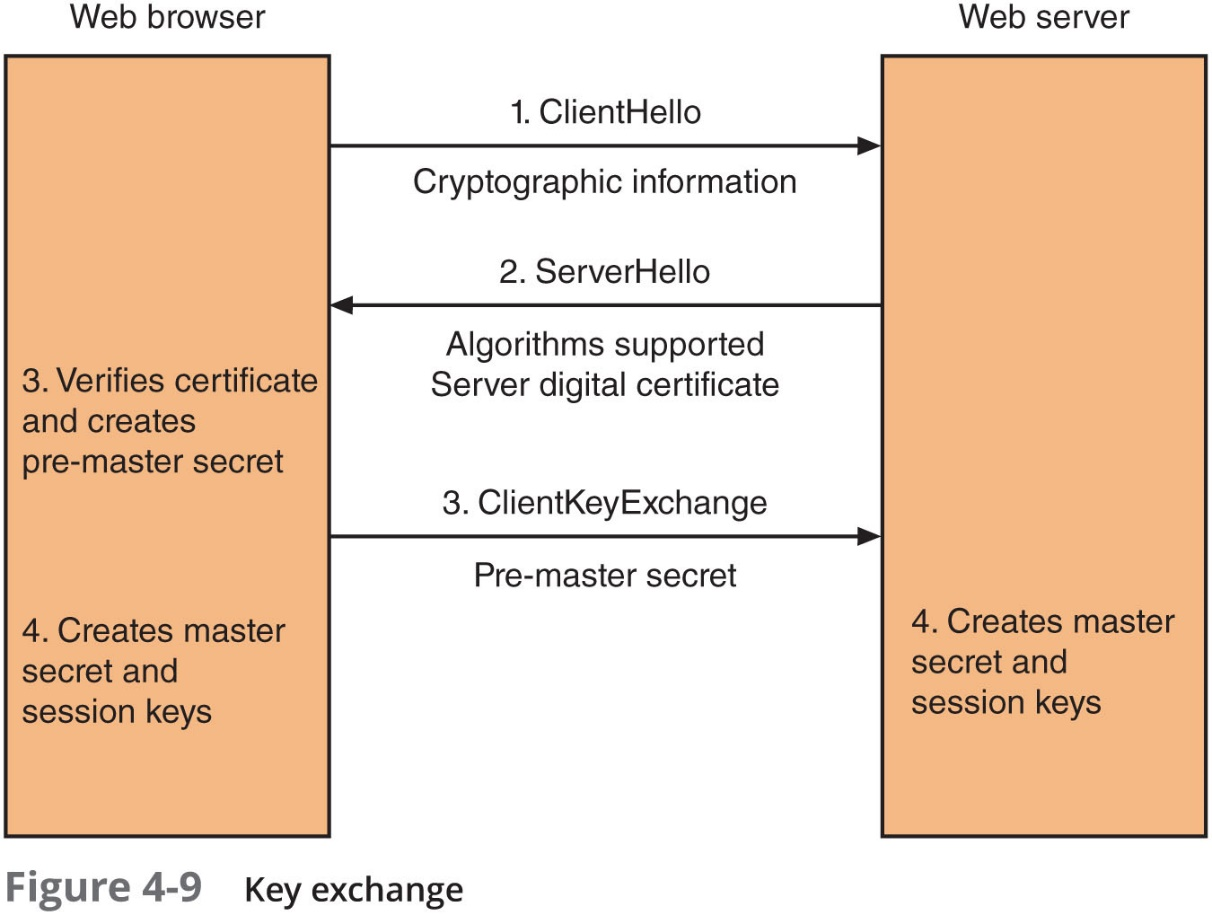 Web browser
Web server
1. ClientHello
Cryptographic information
2. ServerHello
Algorithms supported
Server digital certificate
3. Verifies certificate
and creates
pre-master secret
3. ClientKeyExchange
Pre-master secret
4. Creates master
secret and
session keys
4. Creates master
secret and
session keys
Figure 4-9 Key exchange